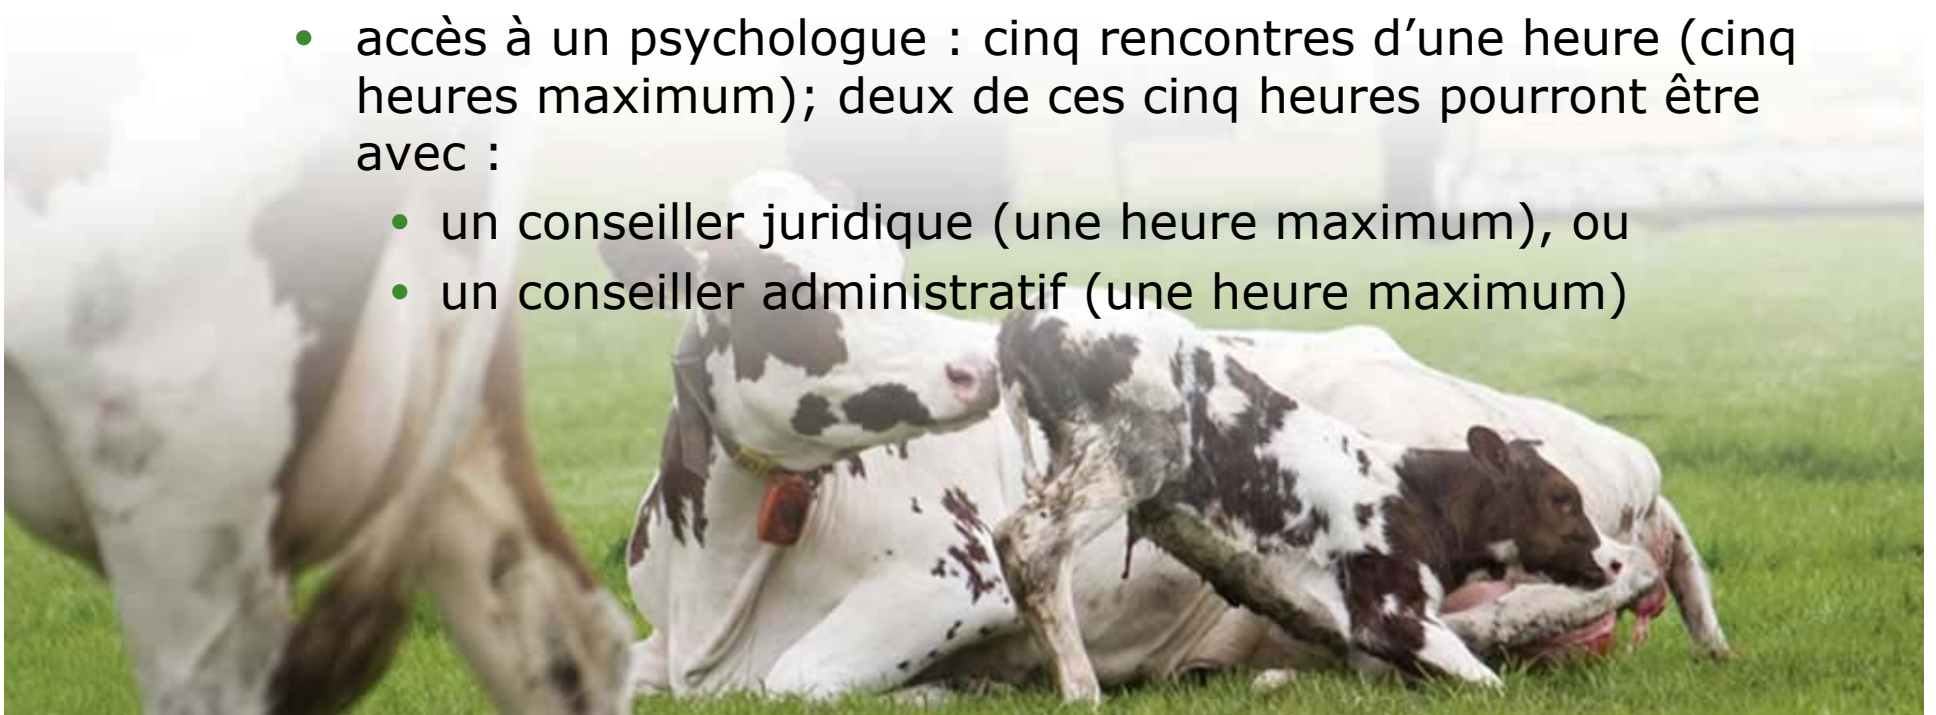 • accès à un psychologue : cinq rencontres d’une heure (cinq
heures maximum); deux de ces cinq heures pourront être
avec :
• un conseiller juridique (une heure maximum), ou
• un conseiller administratif (une heure maximum)